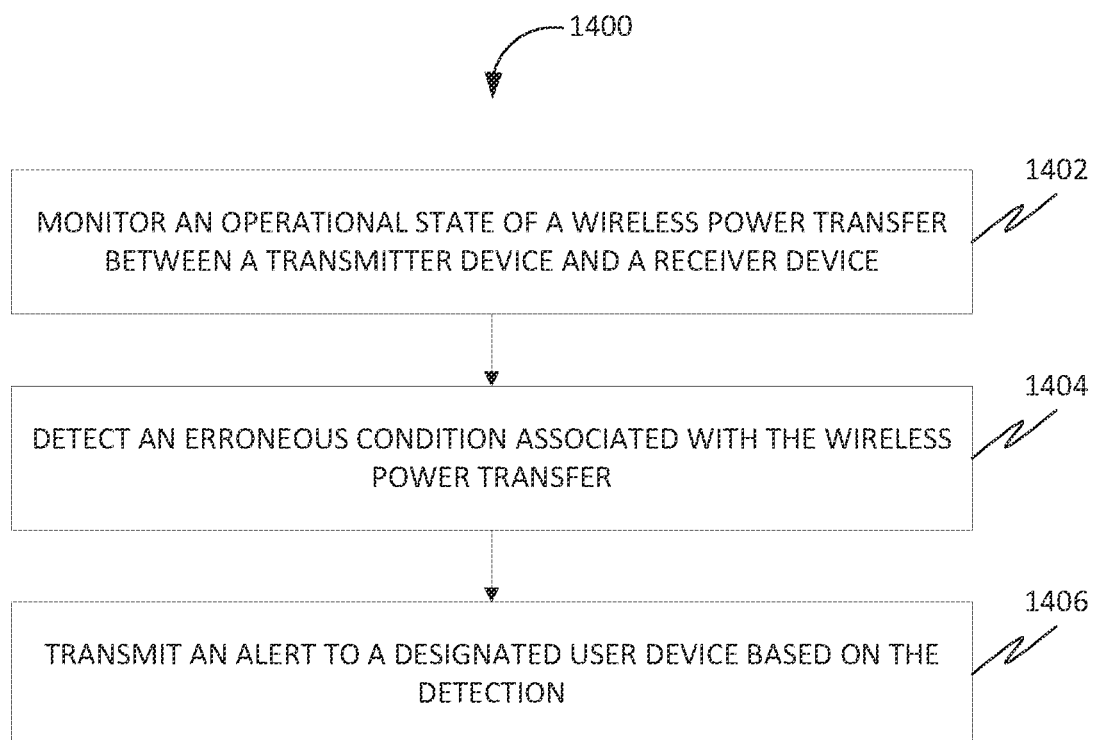 1400
1402
MONITOR AN OPERATIONAL STATE OF A WIRELESS POWER TRANSFER
BETWEEN A TRANSMITTER DEVICE AND A RECEIVER DEVICE
1404
DETECT AN ERRONEOUS CONDITION ASSOCIATED WITH THE WIRELESS
POWER TRANSFER
1406
TRANSMIT AN ALERT TO A DESIGNATED USER DEVICE BASED ON THE
DETECTION